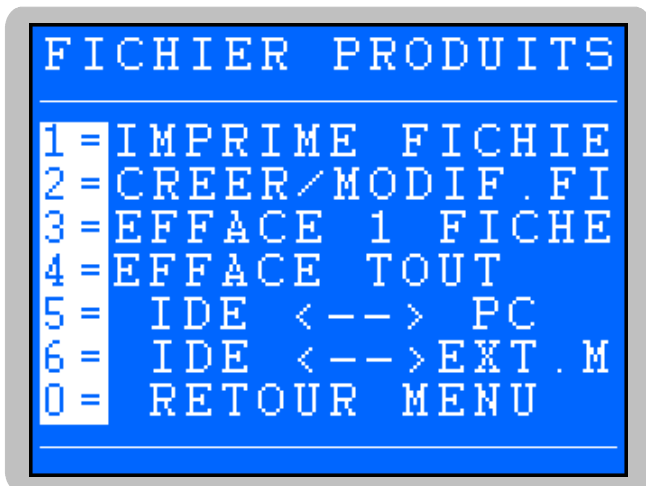 FICHIER PRODUITS
1=IMPRIME FICHIE
2=CREER/MODIF.FI
3=EFFACE 1 FICHE
4=EFFACE TOUT
5= IDE <--> PC
6= IDE <-->EXT.M
0= RETOUR MENU